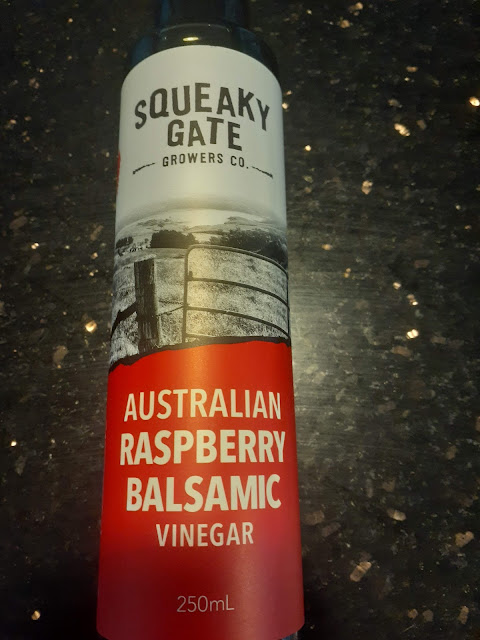 SQUEAKY
GATE
GROWERS CO.
AUSTRALIAN
RASPBERRY
BALSAMIC
VINEGAR
250mL